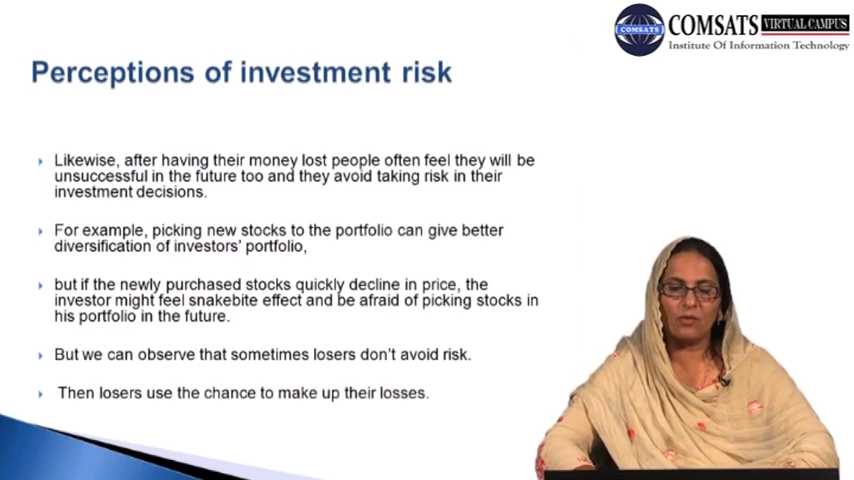 COMSATS VIRTUAL CAMPUS
COMSATS
Institute Of Information Technology
Perceptions of investment risk
Likewise, after having their money lost people often feel they will be
unsuccessful in the future too and they avoid taking risk in their
investment decisions.
For example, picking new stocks to the portfolio can give better
diversification of investors' portfolio,
but if the newly purchased stocks quickly decline in price, the
investor might feel snakebite effect and be afraid of picking stocks in
his portfolio in the future.
But we can observe that sometimes losers don't avoid risk.
Then losers use the chance to make up their losses.